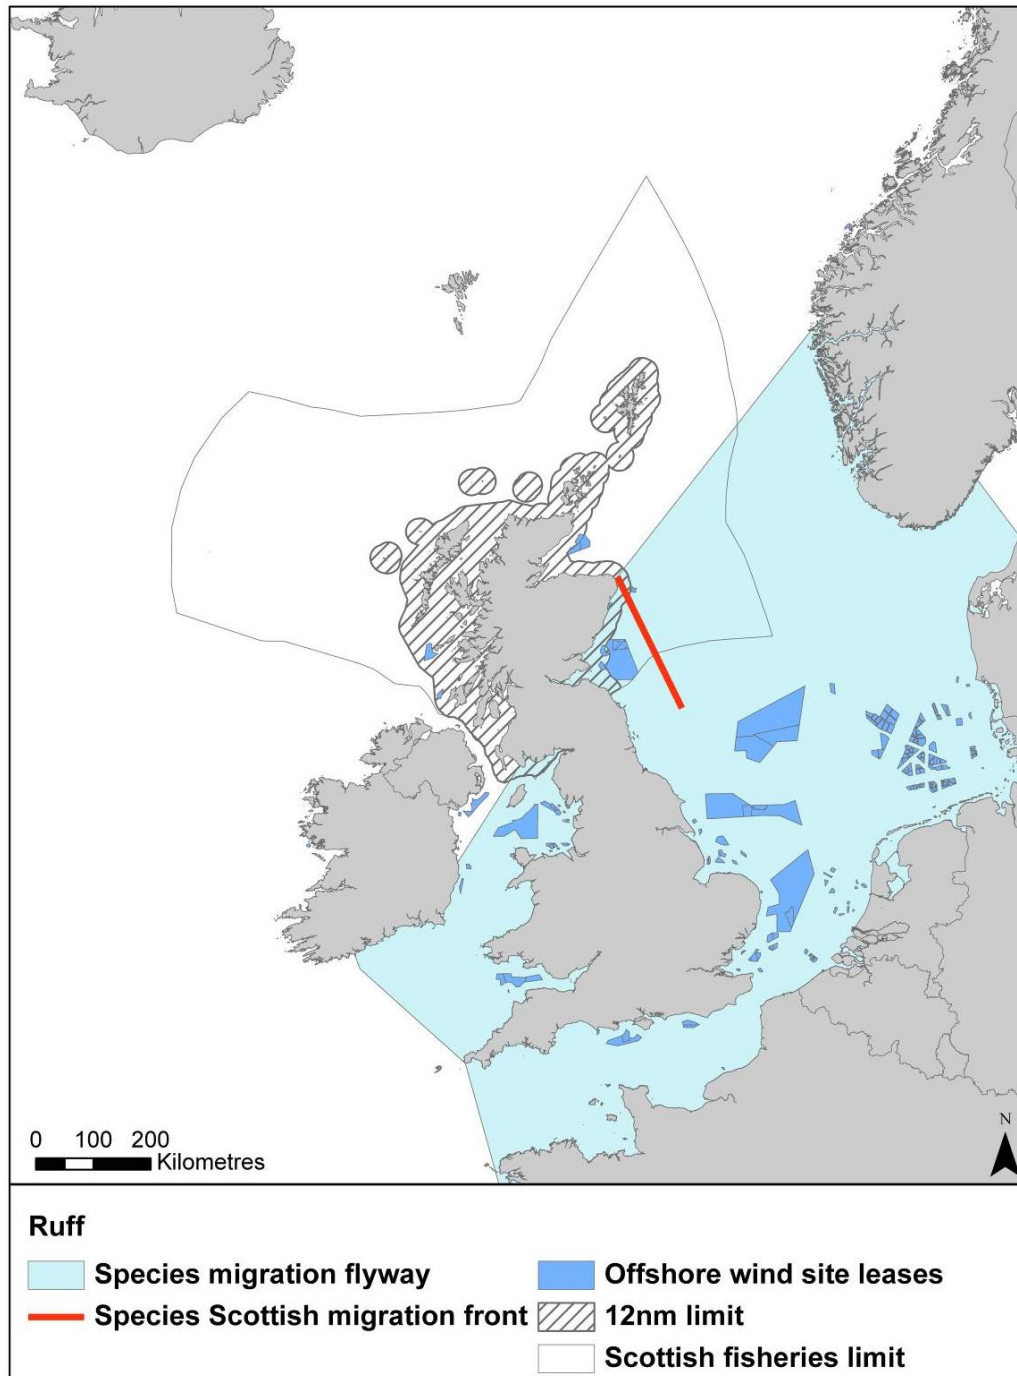 N
0 100 200
Kilometres
Ruff
Species migration flyway
Species Scottish migration front
Offshore wind site leases
12nm limit
Scottish fisheries limit